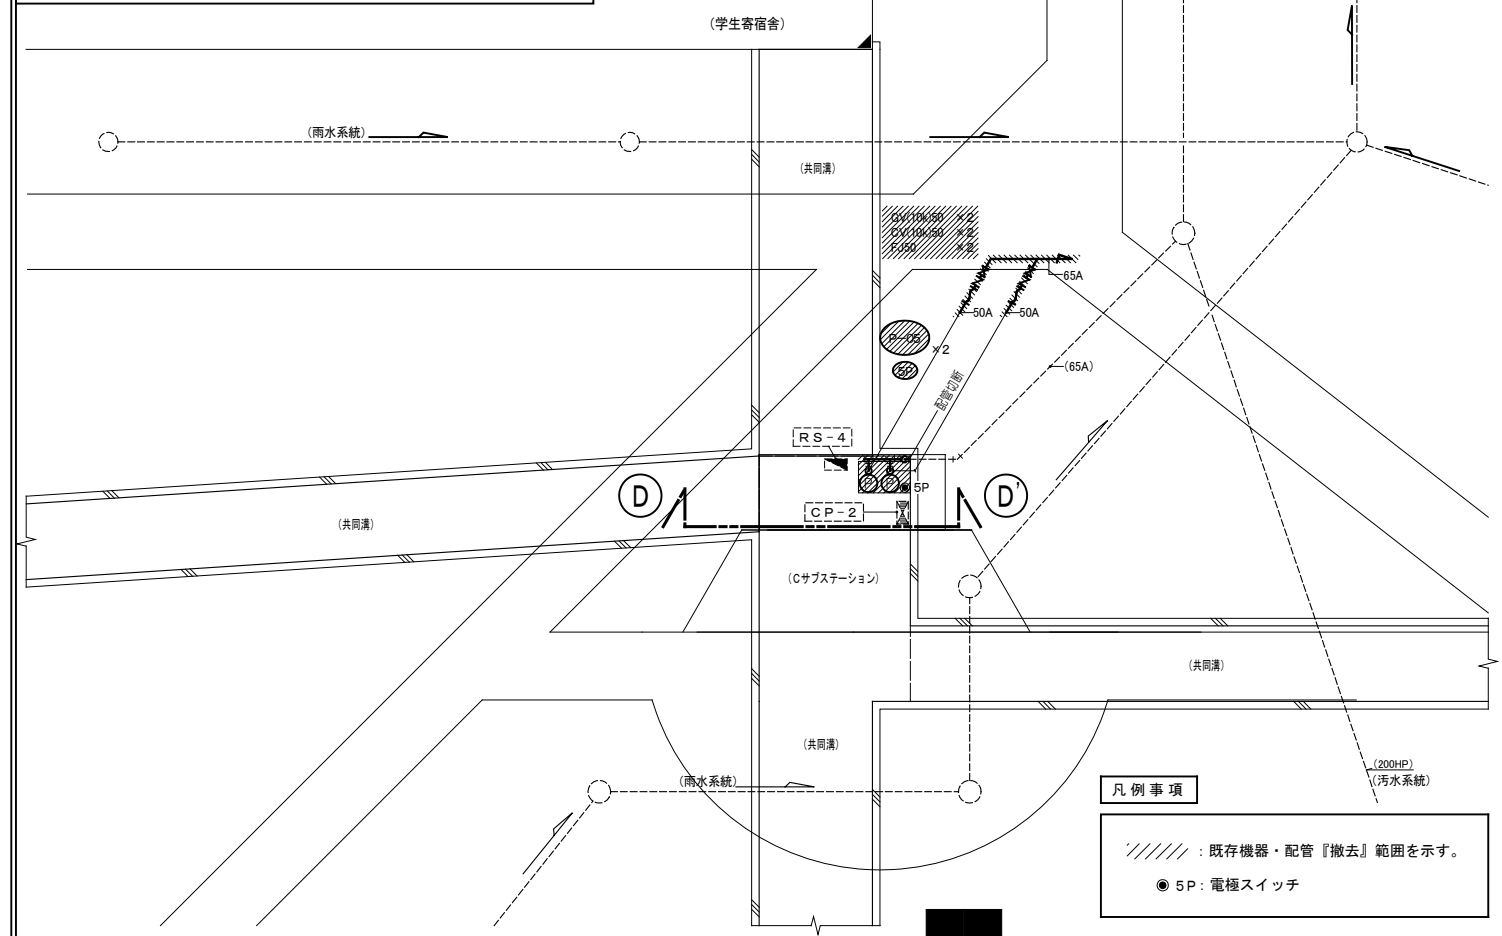 (学生寄宿舎)
(雨水系統)
(共同溝)
GV(10k)50 ×2
CV(10k)50 ×2
FJ50 ×2
65A
50A
50A
P-05
×2
5P
(65A)
配管切断
RS-4
P P
5P
D
D'
CP-2
(共同溝)
(Cサブステーション)
(共同溝)
(共同溝)
(雨水系統)
(200HP)
(汚水系統)
凡例事項
：既存機器・配管『撤去』範囲を示す。
5P：電極スイッチ